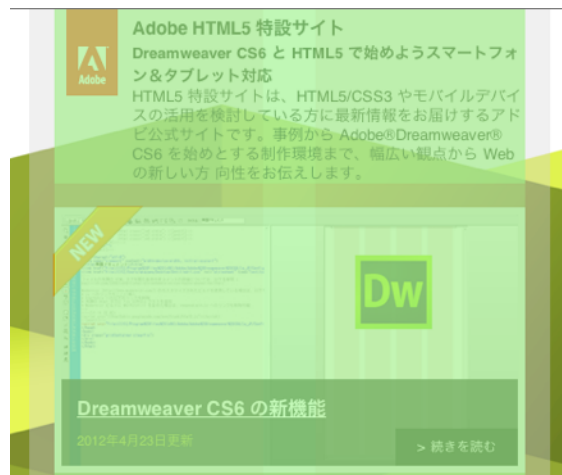 Adobe HTML5 特設サイト
Dreamweaver CS6 と HTML5 で始めようスマートフォ
ン＆タブレット対応
Adobe
HTML5 特設サイトは、HTML5/CSS3 やモバイルデバイ
スの活用を検討している方に最新情報をお届けするアド
ビ公式サイトです。事例から Adobe®Dreamweaver®
CS6 を始めとする制作環境まで、幅広い観点から Web
の新しい方 向性をお伝えします。
NEW
Dw
Dreamweaver CS6 の新機能
2012年4月23日更新
> 続きを読む